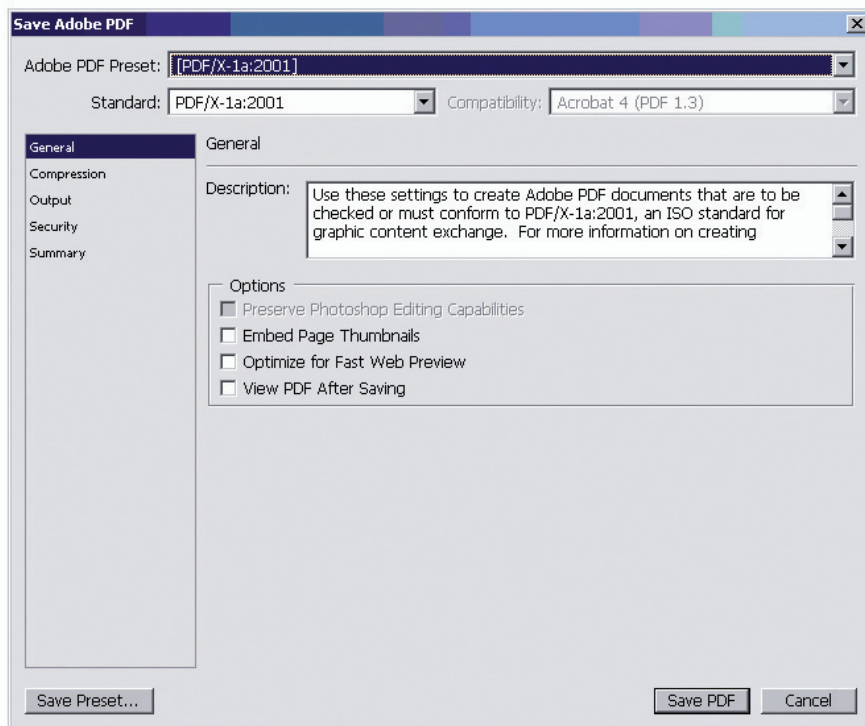 Save Adobe PDF
Adobe PDF Preset: [PDF/X-1a:2001]
Standard: PDF/X-1a:2001 Compatibility: Acrobat 4 (PDF 1.3)
General
Compression
Output
Security
Summary
General
Description: Use these settings to create Adobe PDF documents that are to be
checked or must conform to PDF/X-1a:2001, an ISO standard for
graphic content exchange. For more information on creating
Options
Preserve Photoshop Editing Capabilities
Embed Page Thumbnails
Optimize for Fast Web Preview
View PDF After Saving
Save Preset... Save PDF Cancel